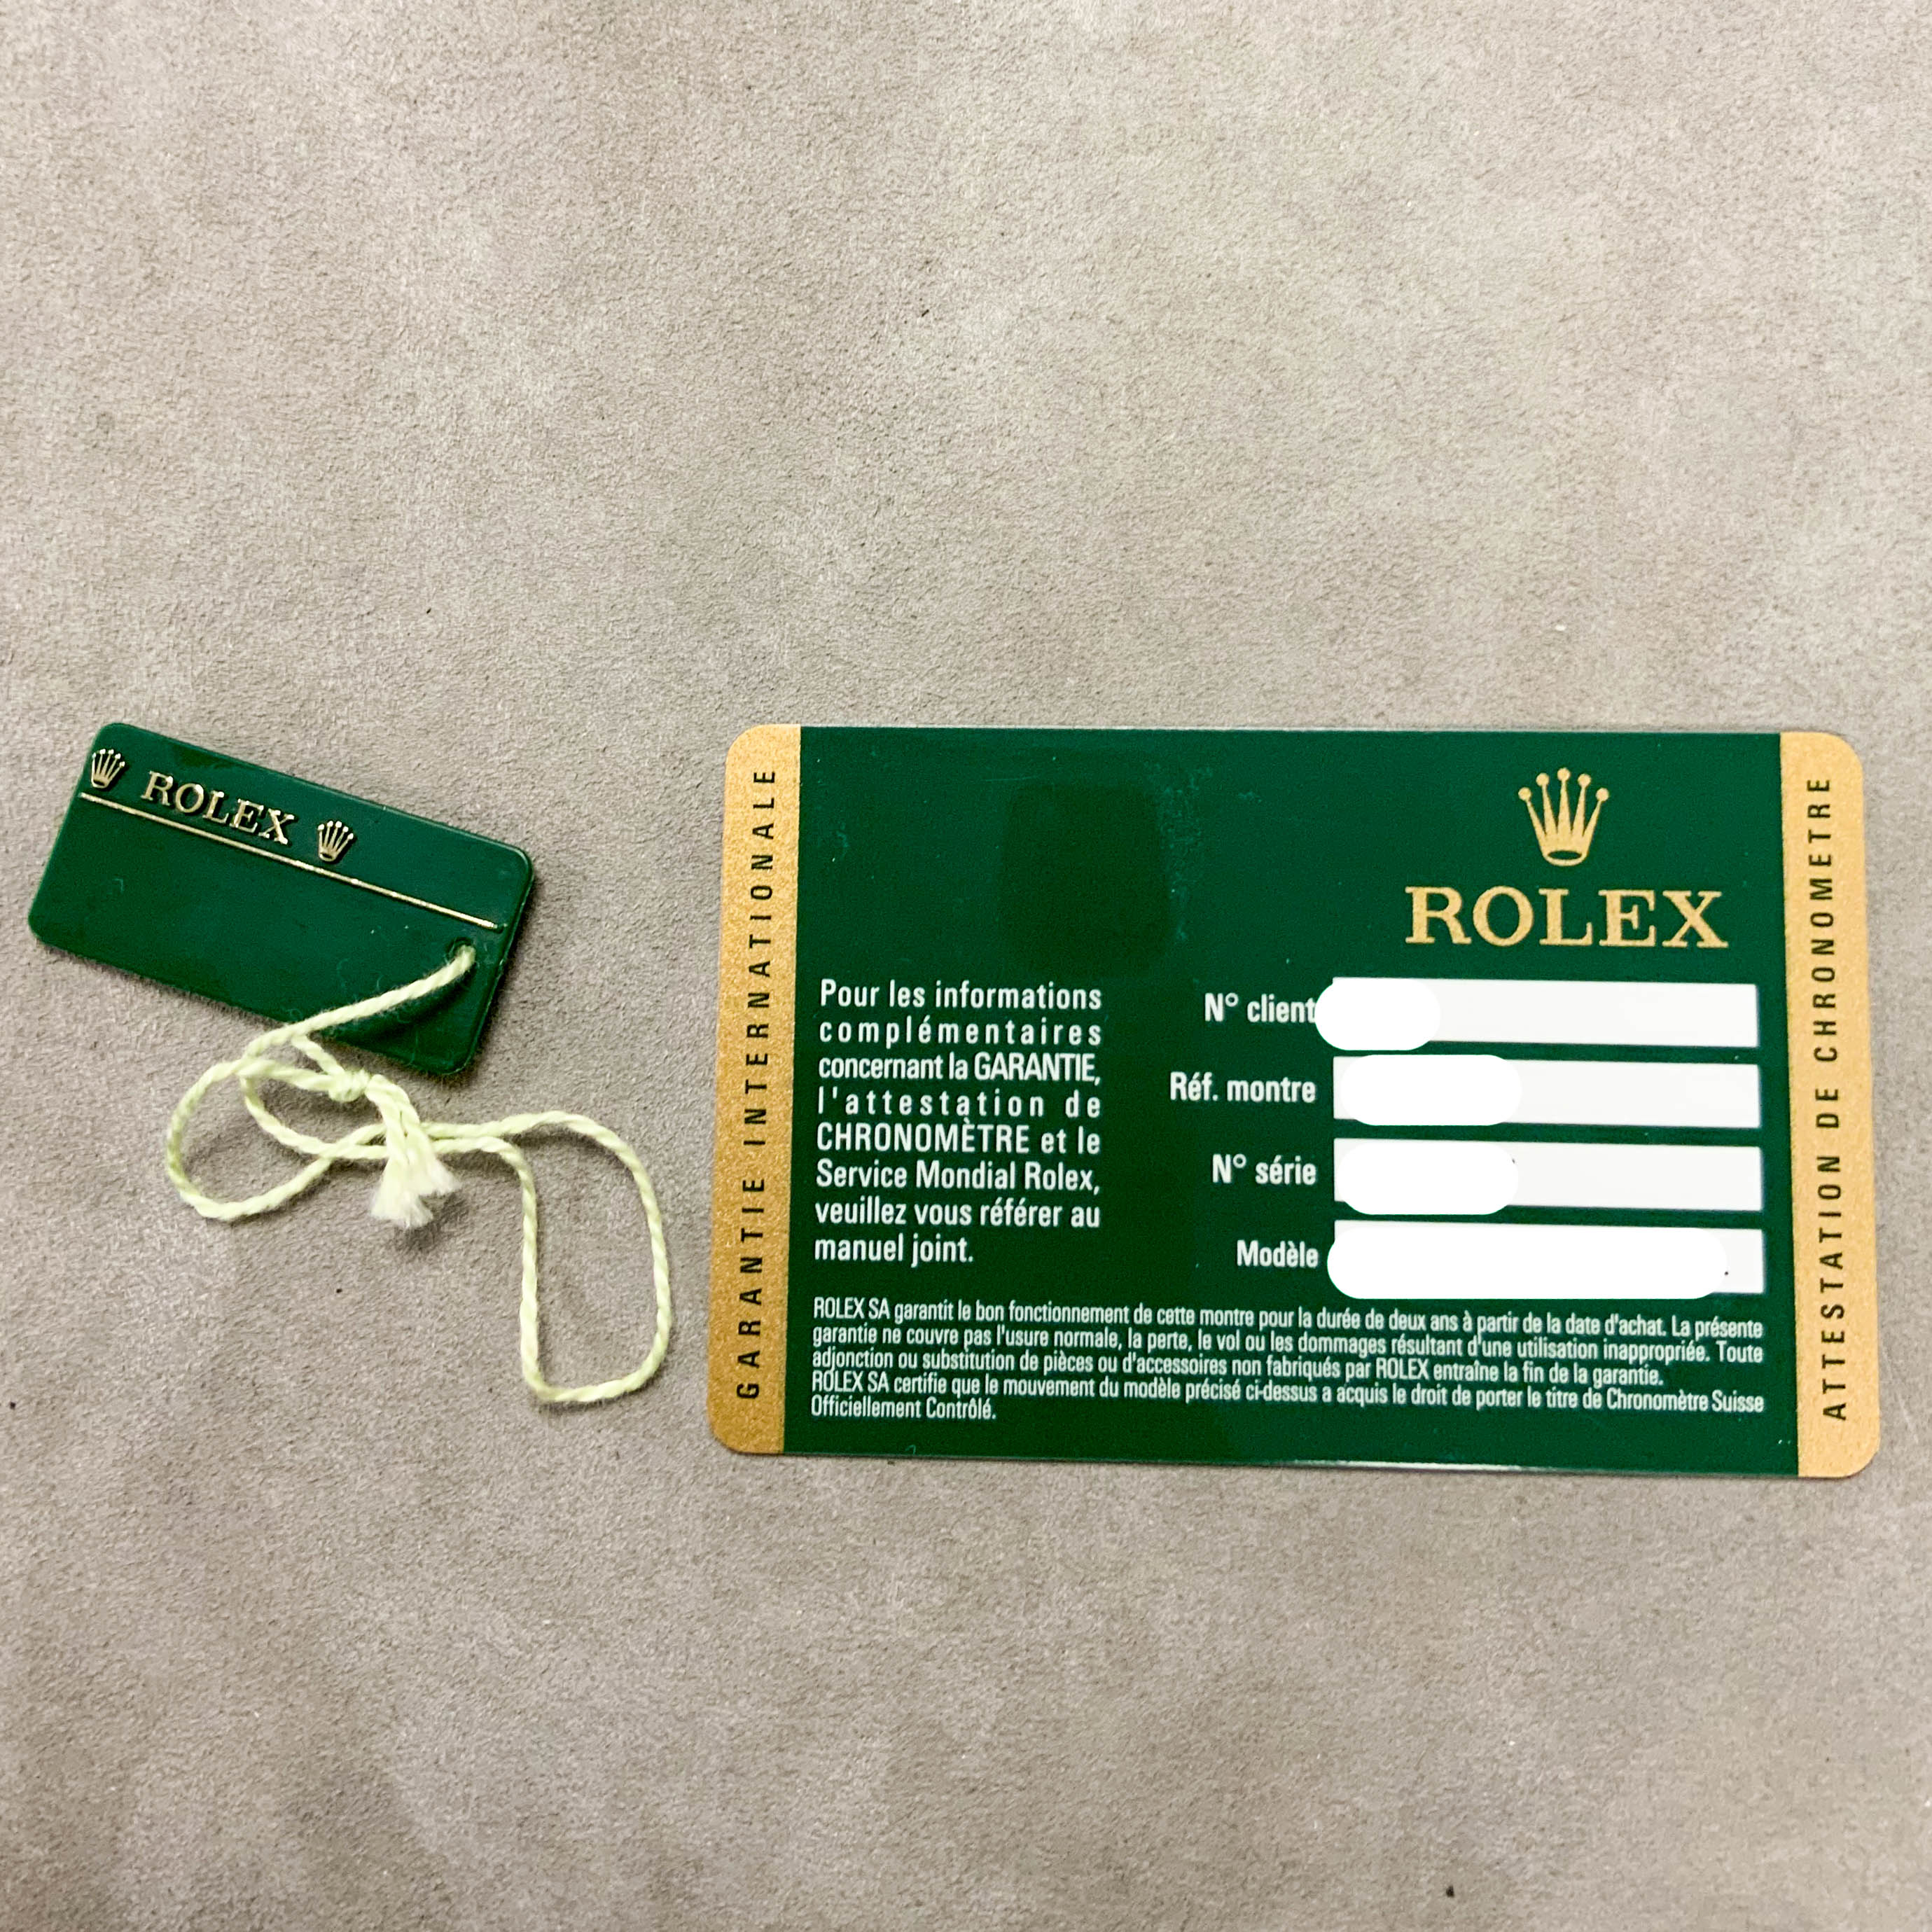 ROLEX
GARANTIE INTERNATIONALE
ROLEX
Pour les informations
complémentaires
concernant la GARANTIE,
l'attestation de
CHRONOMÈTRE et le
Service Mondial Rolex,
veuillez vous référer au
manuel joint.
N° client
Réf. montre
N° série
Modèle
ROLEX SA garantit le bon fonctionnement de cette montre pour la durée de deux ans à partir de la date d'achat. La présente
garantie ne couvre pas l'usure normale, la perte, le vol ou les dommages résultant d'une utilisation inappropriée. Toute
adjonction ou substitution de pièces ou d'accessoires non fabriqués par ROLEX entraîne la fin de la garantie.
ROLEX SA certifie que le mouvement du modèle précisé ci-dessus a acquis le droit de porter le titre de Chronomètre Suisse
Officiellement Contrôlé.
ATTESTATION DE CHRONOMETRE